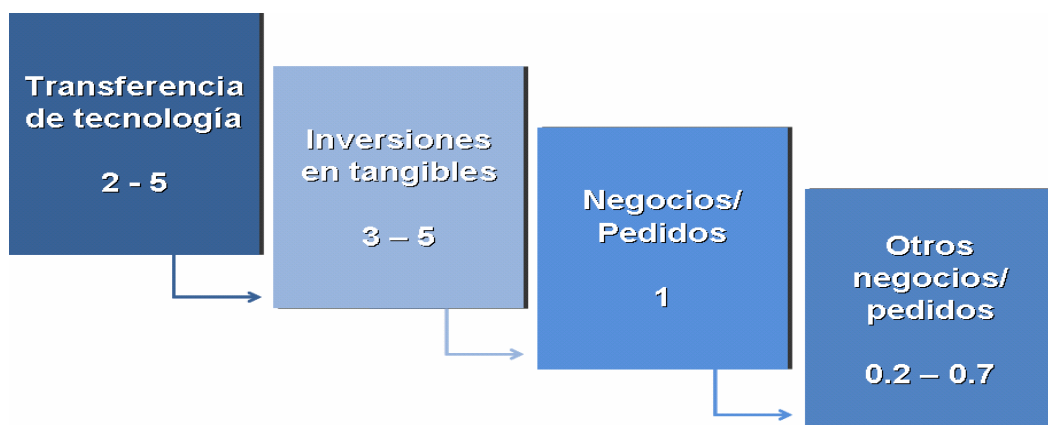 Transferencia
de tecnología
2 - 5
Inversiones
en tangibles
3 – 5
Negocios/
Pedidos
1
Otros
negocios/
pedidos
0.2 – 0.7